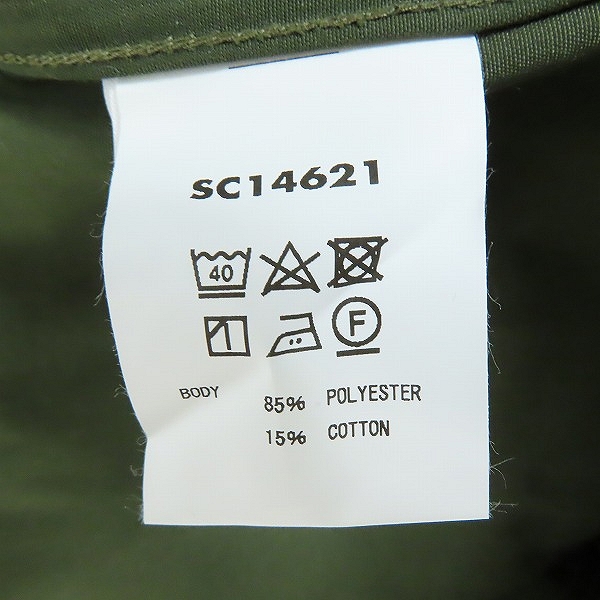 SC14621
40
F
BODY 85% POLYESTER
15% COTTON